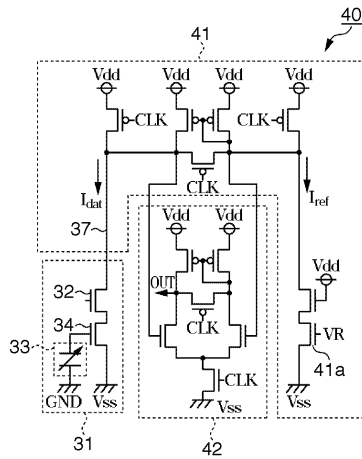 41
40
Vdd Vdd Vdd Vdd
CLK CLK
CLK
Idat
Iref
37
Vdd Vdd
Vdd
OUT
CLK
32
34
33
VR
41a
CLK
GND Vss
Vss
Vss
31
42